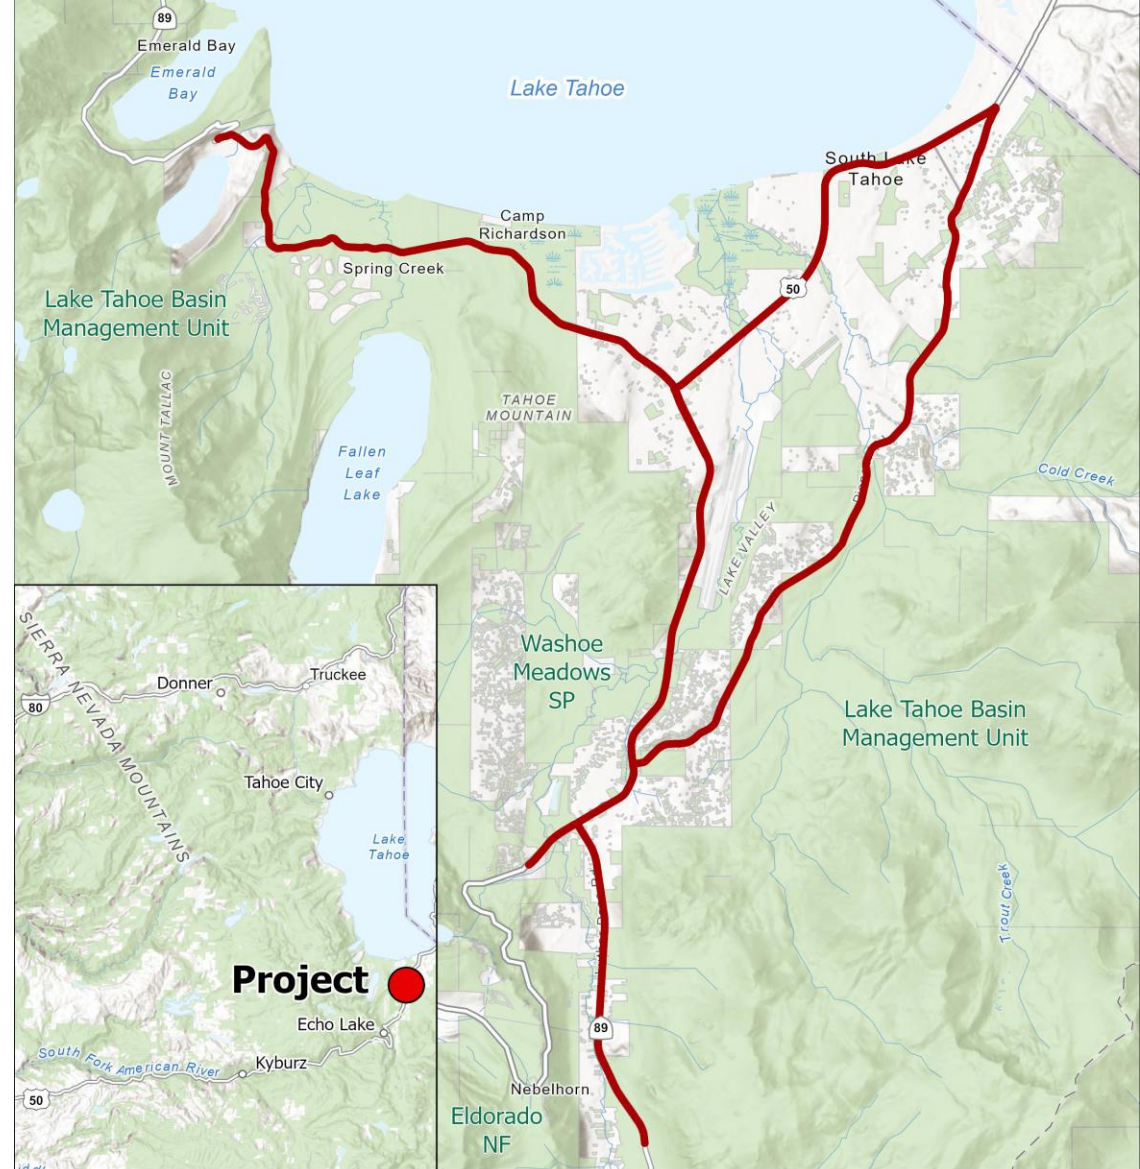 89
Emerald Bay
Emerald
Bay
Lake Tahoe
South Lake
Tahoe
Camp
Richardson
Spring Creek
50
Lake Tahoe Basin
Management Unit
MOUNT TALLAC
TAHOE
MOUNTAIN
Fallen
Leaf
Lake
Cold Creek
LAKE VALLEY
Washoe
Meadows
SP
Lake Tahoe Basin
Management Unit
Trout Creek
89
Nebelhorn
Eldorado
NF
SIERRA NEVADA MOUNTAINS
80
Donner
Truckee
Tahoe City
Lake
Tahoe
Project
Echo Lake
Kyburz
South Fork American River
50